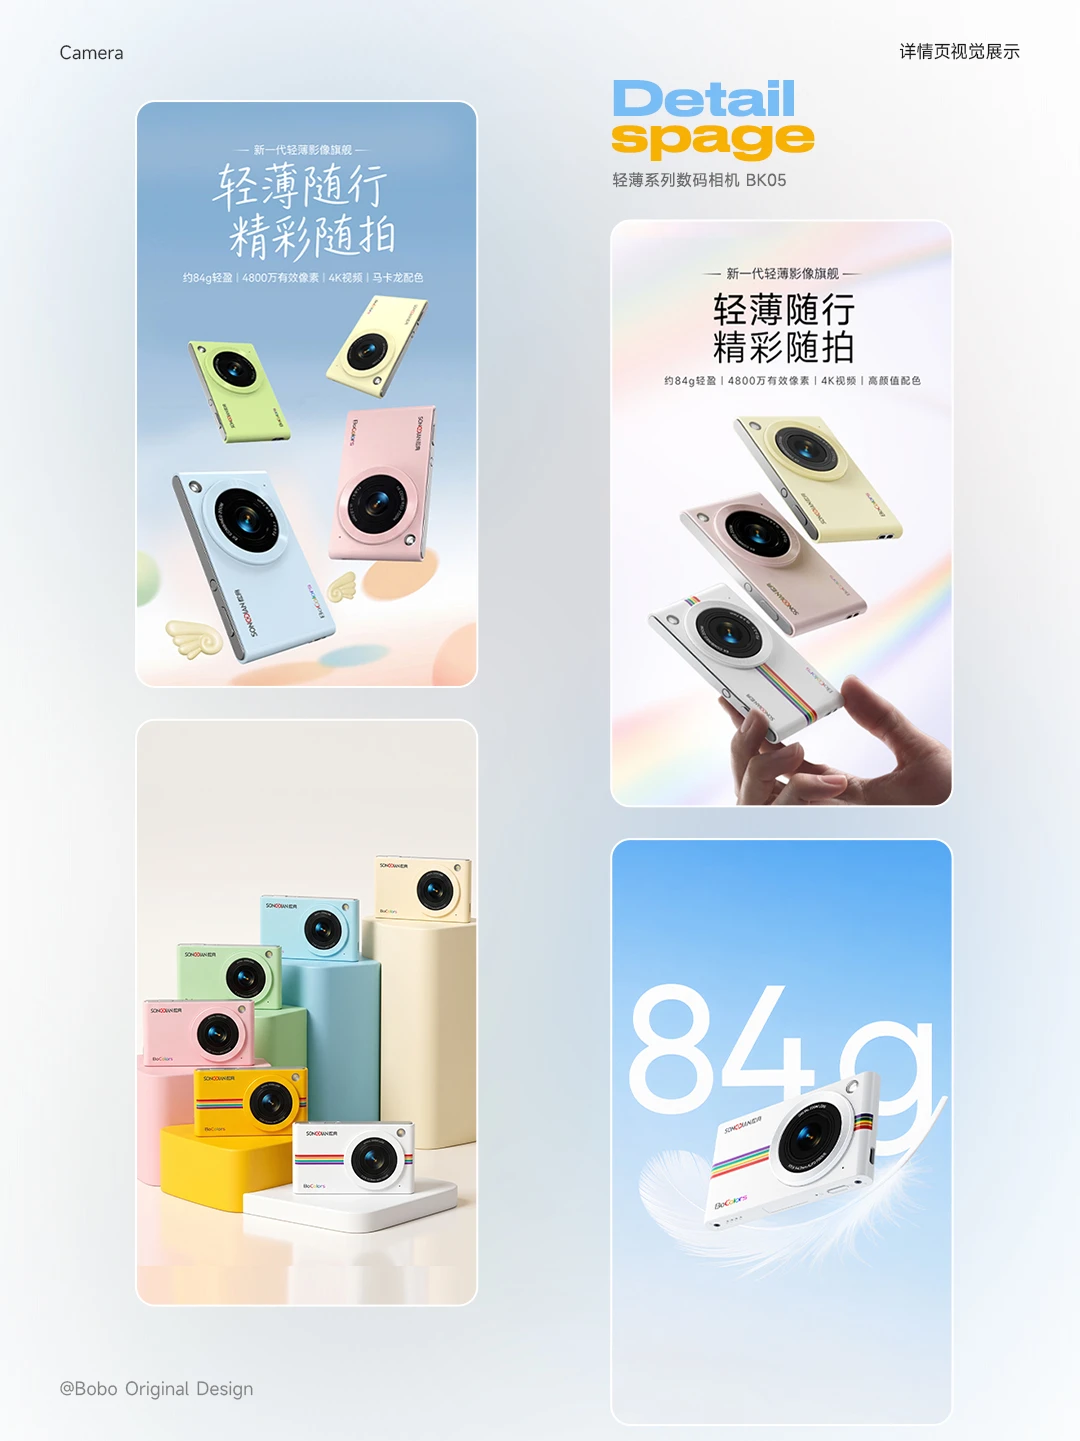 Camera
详情页视觉展示
Detail
spage
轻薄系列数码相机 BK05
新一代轻薄影像旗舰
轻薄随行
精彩随拍
约84g轻盈 | 4800万有效像素 | 4K视频 | 马卡龙配色
新一代轻薄影像旗舰
轻薄随行
精彩随拍
约84g轻盈 | 4800万有效像素 | 4K视频 | 高颜值配色
84g
BoColors
@Bobo Original Design